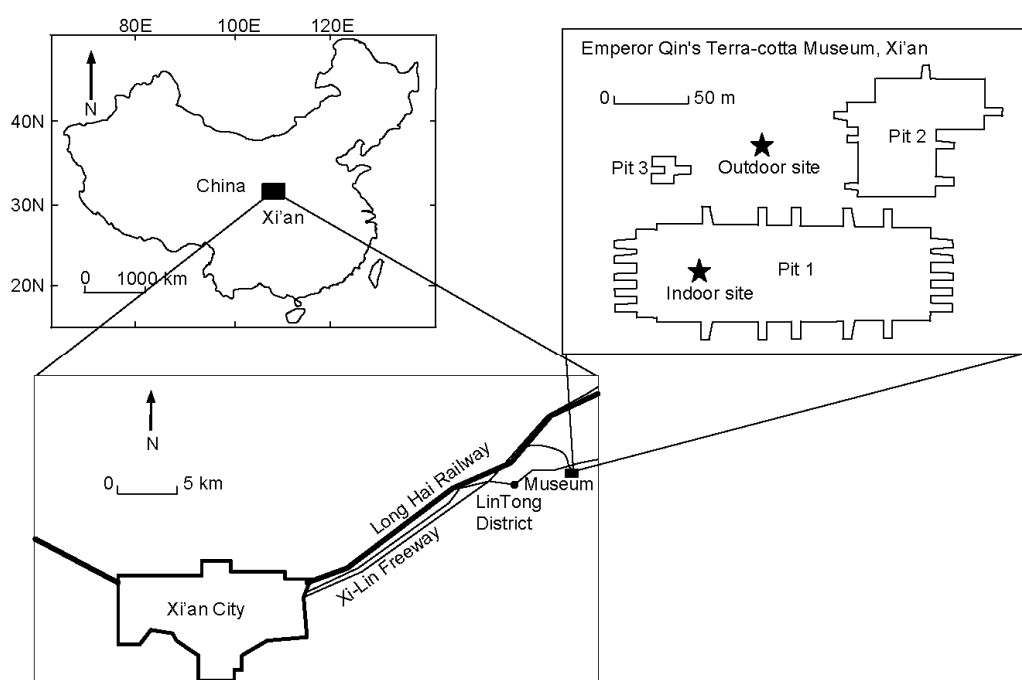 80E
100E
120E
N
40N
30N
20N
China
Xi'an
0 1000 km
Emperor Qin's Terra-cotta Museum, Xi'an
0 50 m
Pit 2
Pit 3
Outdoor site
Pit 1
Indoor site
N
0 5 km
Long Hai Railway
Xi-Lin Freeway
Museum
LinTong
District
Xi'an City